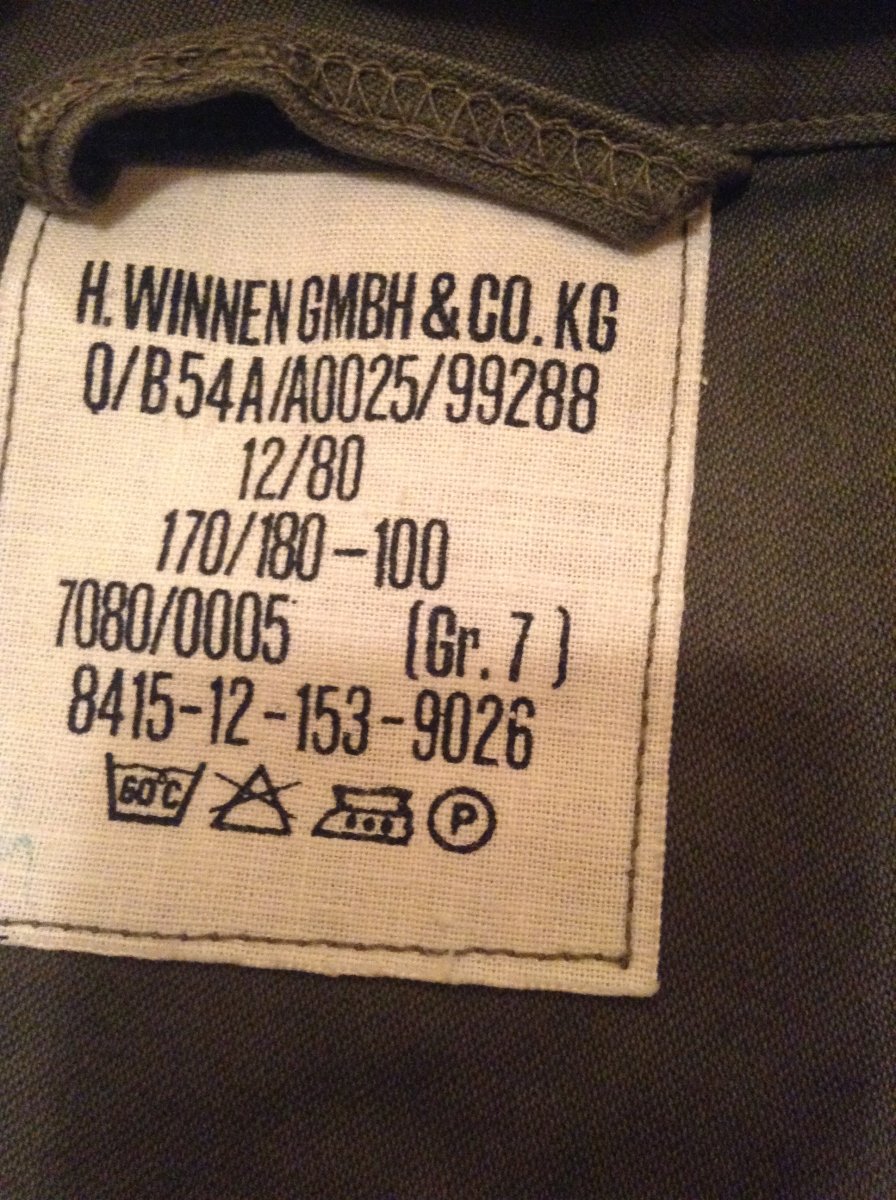 H. WINNEN GMBH & CO. KG
Q/B54A/A0025/99288
12/80
170/180-100
7080/0005 (Gr. 7)
8415-12-153-9026
60°C P